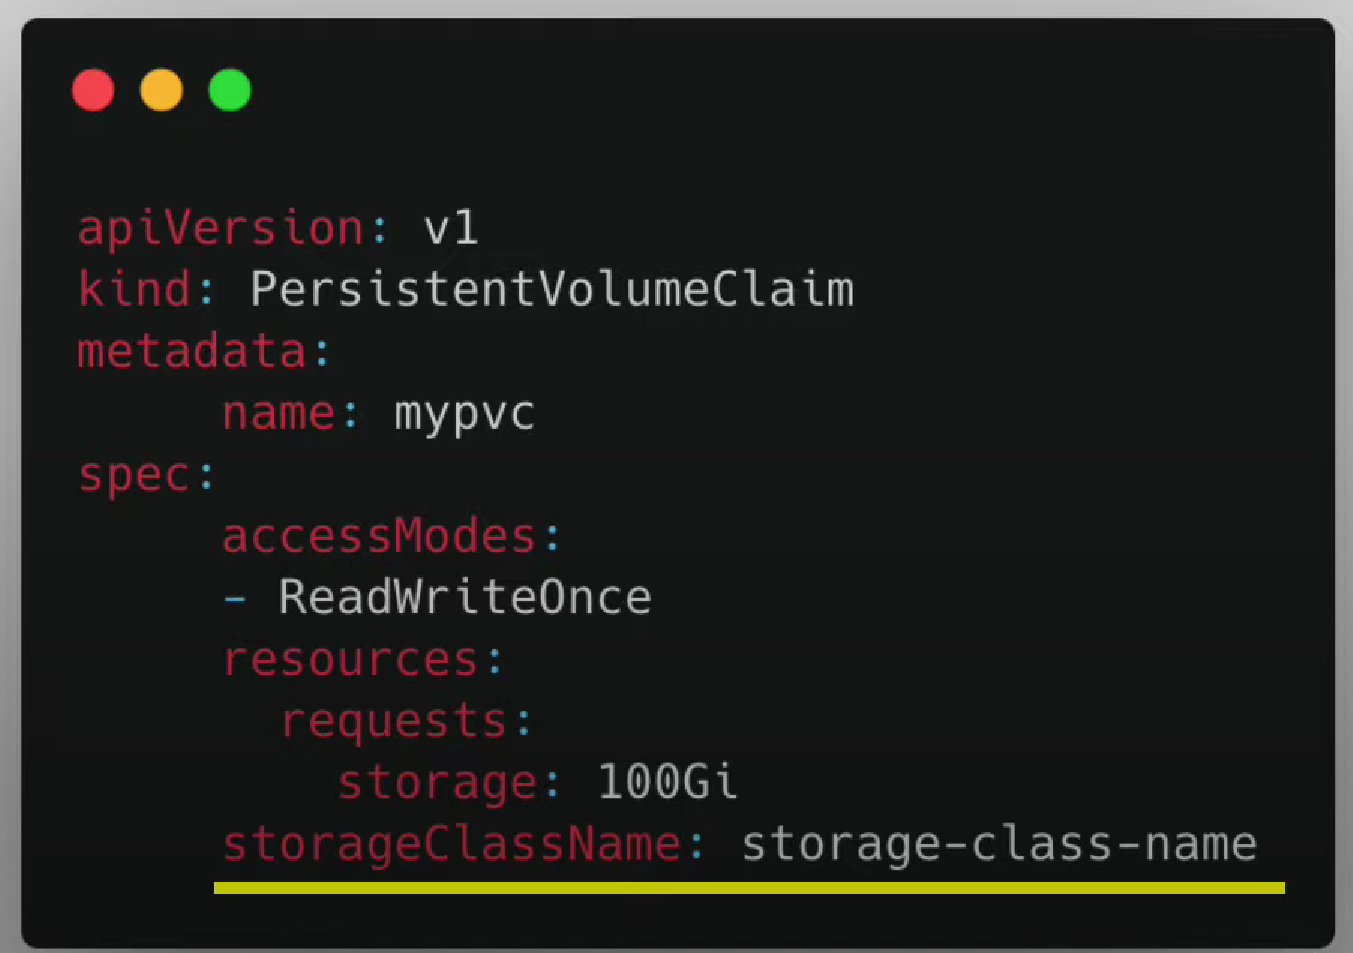 apiVersion: v1
kind: PersistentVolumeClaim
metadata:
     name: mypvc
spec:
     accessModes:
     - ReadWriteOnce
     resources:
       requests:
         storage: 100Gi
     storageClassName: storage-class-name